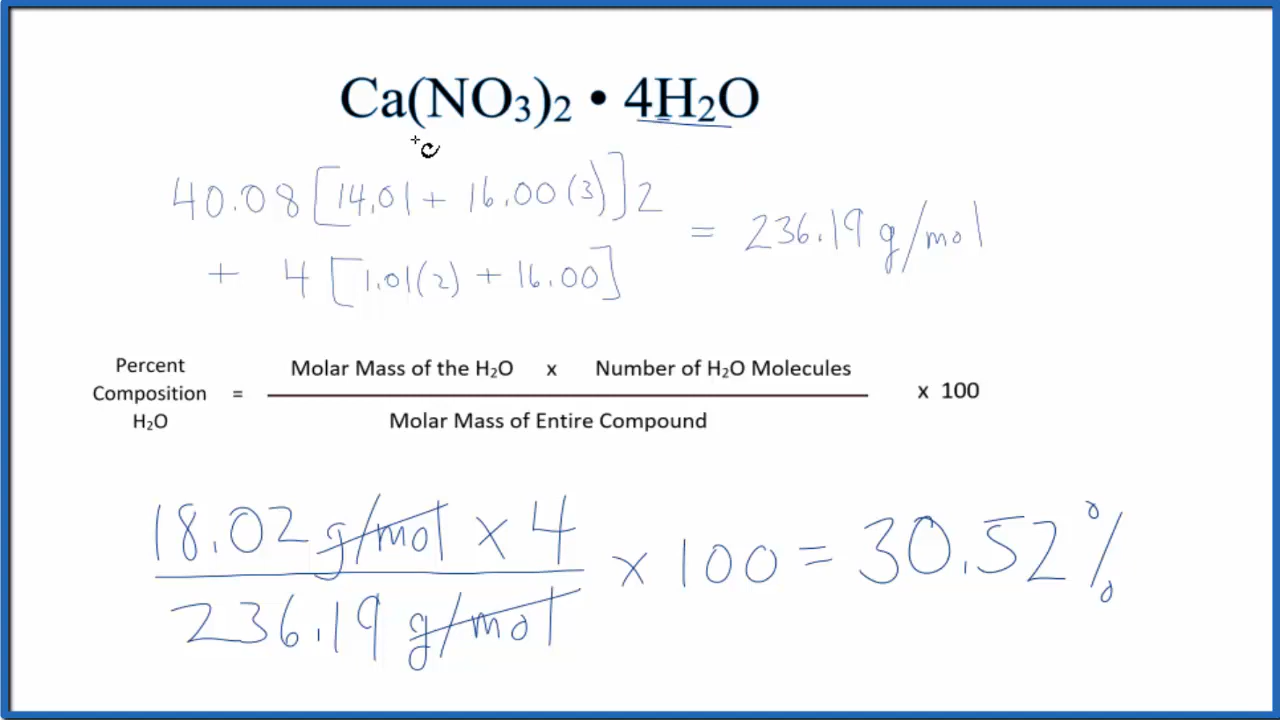 Ca(NO₃)₂ • 4H₂O
40.08 [14.01 + 16.00 (3)] 2
+ 4 [1.01(2) + 16.00]
= 236.19 g/mol
Percent Composition H₂O = Molar Mass of the H₂O x Number of H₂O Molecules
Molar Mass of Entire Compound
x 100
18.02 g/mol x 4
236.19 g/mol
x 100 = 30.52%